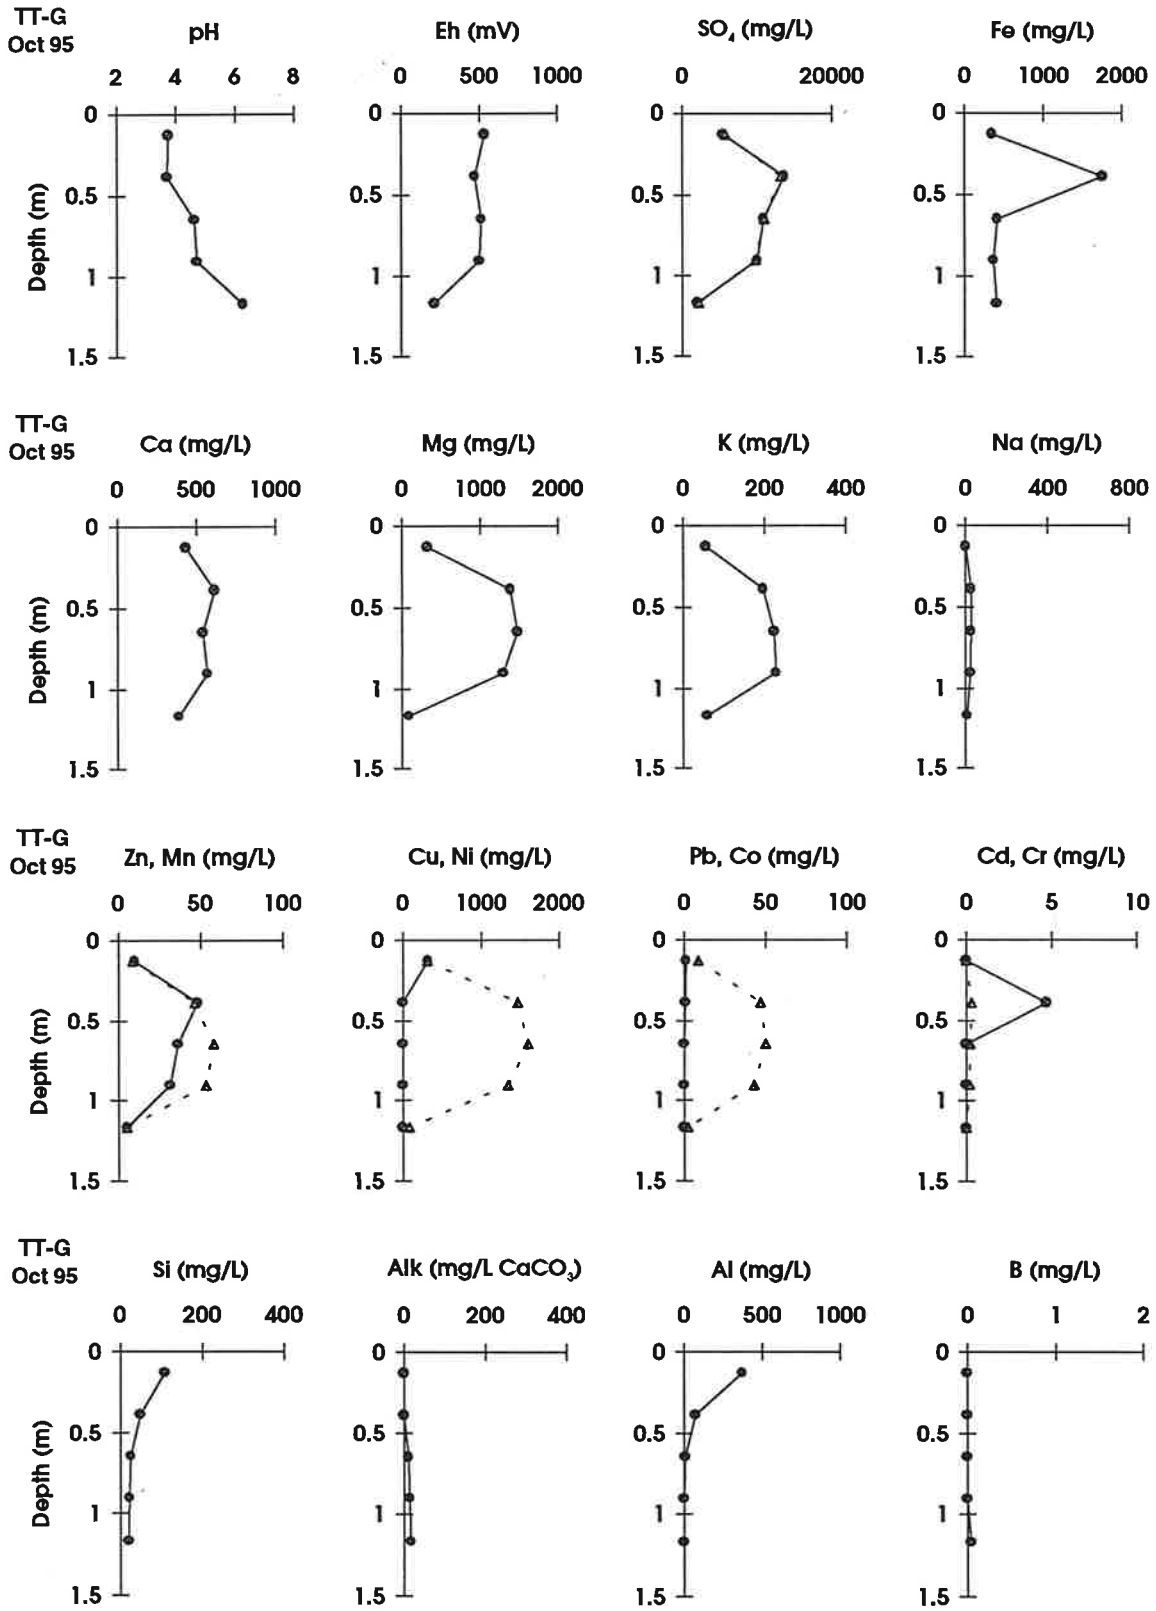 TT-G
Oct 95
pH
Eh (mV)
SO₄ (mg/L)
Fe (mg/L)
2 4 6 8
0 500 1000
0 20000
0 1000 2000
0
0.5
1
1.5
Depth (m)
0
0.5
1
1.5
0
0.5
1
1.5
0
0.5
1
1.5
TT-G
Oct 95
Ca (mg/L)
Mg (mg/L)
K (mg/L)
Na (mg/L)
0 500 1000
0 1000 2000
0 200 400
0 400 800
0
0.5
1
1.5
Depth (m)
0
0.5
1
1.5
0
0.5
1
1.5
0
0.5
1
1.5
TT-G
Oct 95
Zn, Mn (mg/L)
Cu, Ni (mg/L)
Pb, Co (mg/L)
Cd, Cr (mg/L)
0 50 100
0 1000 2000
0 50 100
0 5 10
0
0.5
1
1.5
Depth (m)
0
0.5
1
1.5
0
0.5
1
1.5
0
0.5
1
1.5
TT-G
Oct 95
Si (mg/L)
Alk (mg/L CaCO₃)
Al (mg/L)
B (mg/L)
0 200 400
0 200 400
0 500 1000
0 1 2
0
0.5
1
1.5
Depth (m)
0
0.5
1
1.5
0
0.5
1
1.5
0
0.5
1
1.5